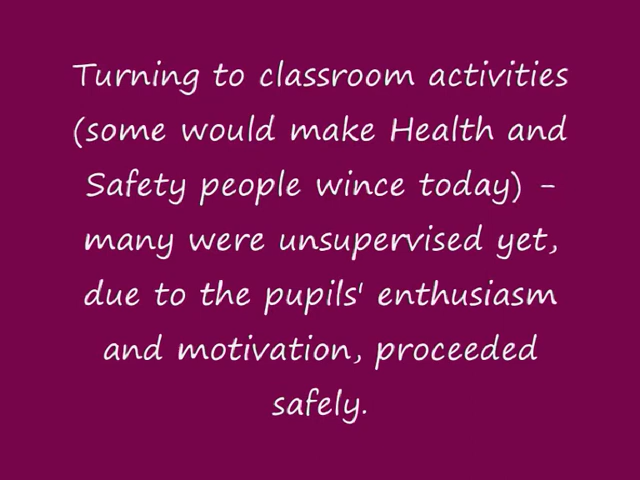 Turning to classroom activities
(some would make Health and
Safety people wince today) -
many were unsupervised yet,
due to the pupils' enthusiasm
and motivation, proceeded
safely.